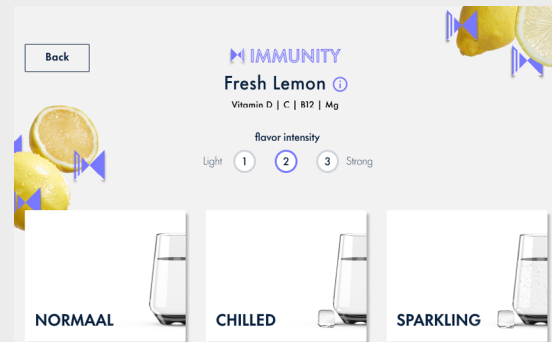 Back
IMMUNITY
Fresh Lemon
Vitamin D | C | B12 | Mg
flavor intensity
Light 1 2 3 Strong
NORMAAL
CHILLED
SPARKLING